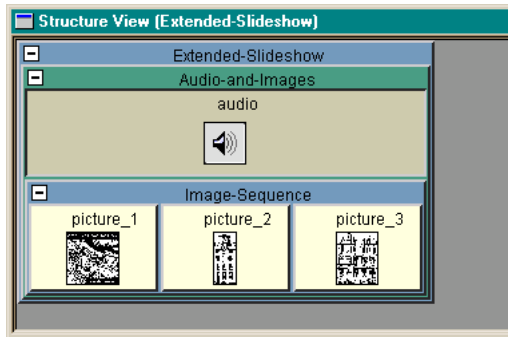 Structure View (Extended-Slideshow)
Extended-Slideshow
Audio-and-Images
audio
Image-Sequence
picture_1 picture_2 picture_3